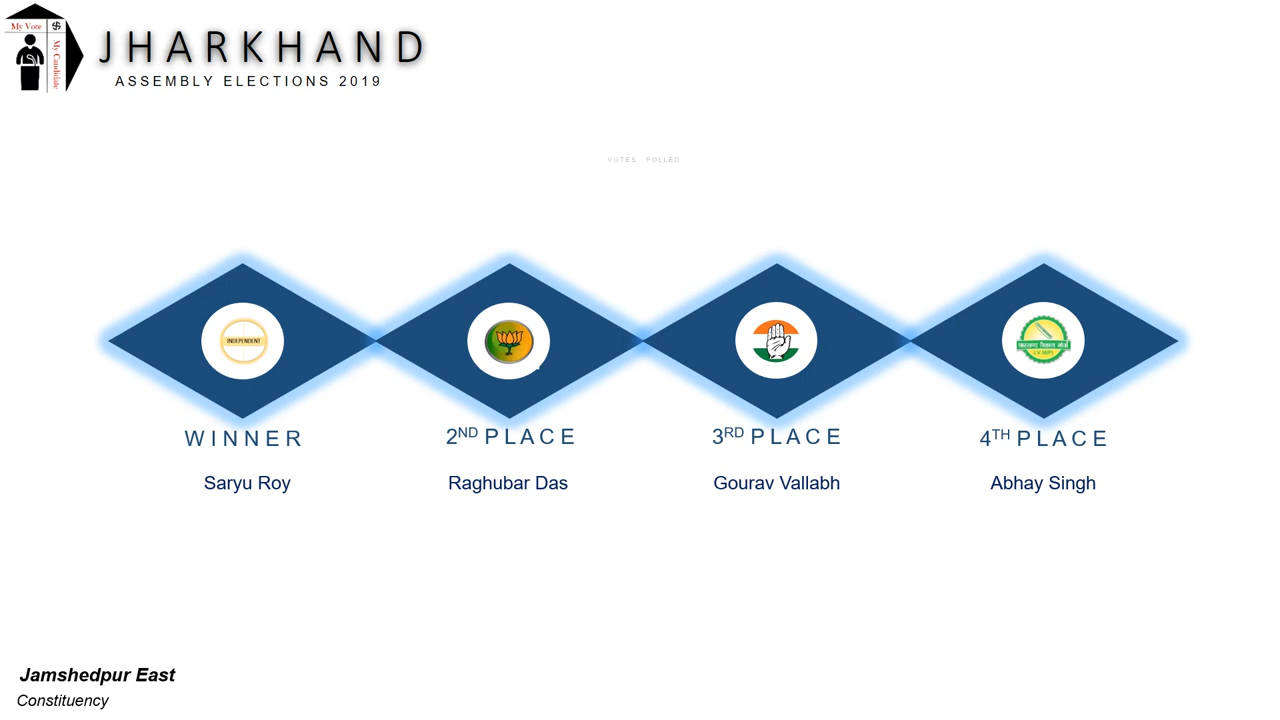 My Vote
My Candidate
JHARKHAND
ASSEMBLY ELECTIONS 2019
VOTES POLLED
INDEPENDENT
झारखण्ड विकास मोर्चा
WINNER
2ND PLACE
3RD PLACE
4TH PLACE
Saryu Roy
Raghubar Das
Gourav Vallabh
Abhay Singh
Jamshedpur East
Constituency